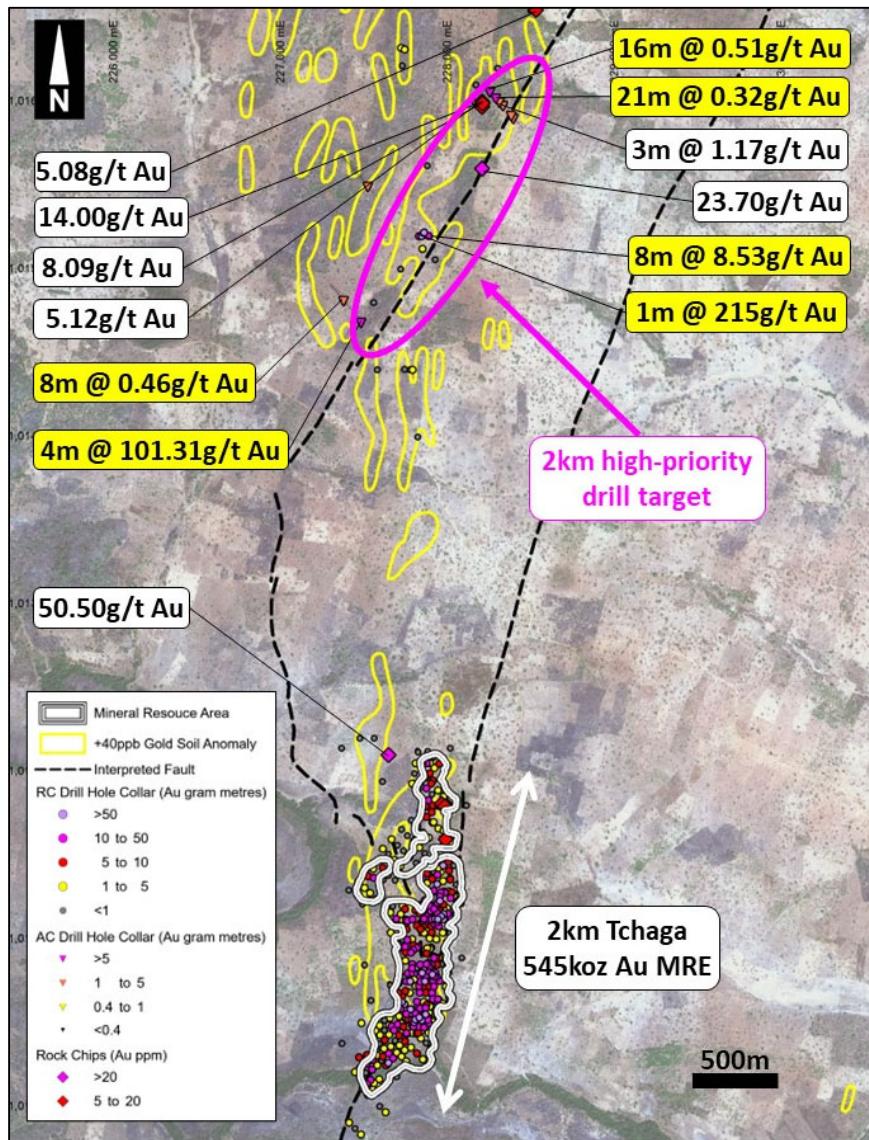 N
226,000 mE
227,000 mE
228,000 mE
1,016
16m @ 0.51g/t Au
21m @ 0.32g/t Au
3m @ 1.17g/t Au
23.70g/t Au
8m @ 8.53g/t Au
1m @ 215g/t Au
5.08g/t Au
14.00g/t Au
8.09g/t Au
5.12g/t Au
8m @ 0.46g/t Au
4m @ 101.31g/t Au
2km high-priority
drill target
50.50g/t Au
Mineral Resouce Area
+40ppb Gold Soil Anomaly
Interpreted Fault
RC Drill Hole Collar (Au gram metres)
>50
10 to 50
5 to 10
1 to 5
<1
AC Drill Hole Collar (Au gram metres)
>5
1 to 5
0.4 to 1
<0.4
Rock Chips (Au ppm)
>20
5 to 20
2km Tchaga
545koz Au MRE
500m